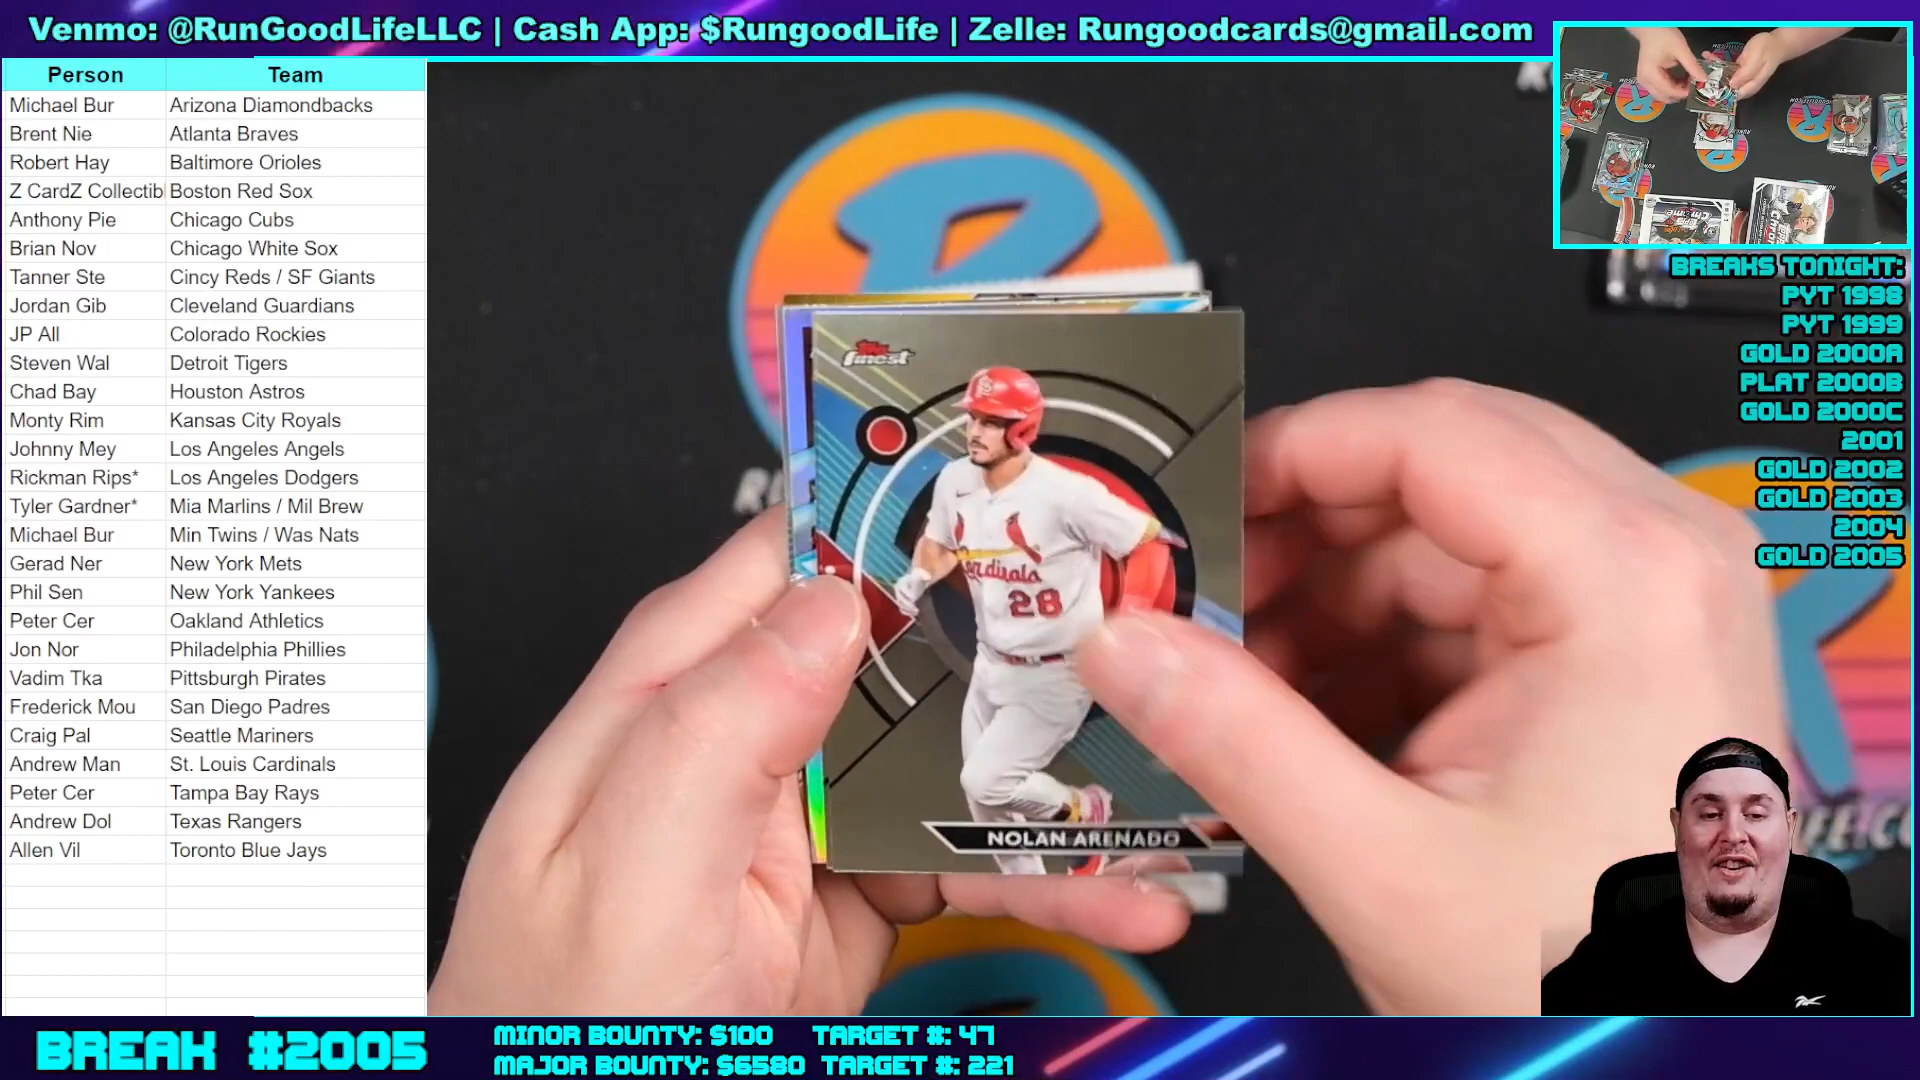 Venmo: @RunGoodLifeLLC | Cash App: $RungoodLife | Zelle: Rungoodcards@gmail.com
Person Team
Michael Bur Arizona Diamondbacks
Brent Nie Atlanta Braves
Robert Hay Baltimore Orioles
Z CardZ Collectib Boston Red Sox
Anthony Pie Chicago Cubs
Brian Nov Chicago White Sox
Tanner Ste Cincy Reds / SF Giants
Jordan Gib Cleveland Guardians
JP All Colorado Rockies
Steven Wal Detroit Tigers
Chad Bay Houston Astros
Monty Rim Kansas City Royals
Johnny Mey Los Angeles Angels
Rickman Rips* Los Angeles Dodgers
Tyler Gardner* Mia Marlins / Mil Brew
Michael Bur Min Twins / Was Nats
Gerad Ner New York Mets
Phil Sen New York Yankees
Peter Cer Oakland Athletics
Jon Nor Philadelphia Phillies
Vadim Tka Pittsburgh Pirates
Frederick Mou San Diego Padres
Craig Pal Seattle Mariners
Andrew Man St. Louis Cardinals
Peter Cer Tampa Bay Rays
Andrew Dol Texas Rangers
Allen Vil Toronto Blue Jays
Topps
finest
Cardinals
28
NOLAN ARENADO
BREAKS TONIGHT:
PYT 1998
PYT 1999
GOLD 2000A
PLAT 2000B
GOLD 2000C
2001
GOLD 2002
GOLD 2003
2004
GOLD 2005
BREAK #2005
MINOR BOUNTY: $100 TARGET #: 47
MAJOR BOUNTY: $6580 TARGET #: 221